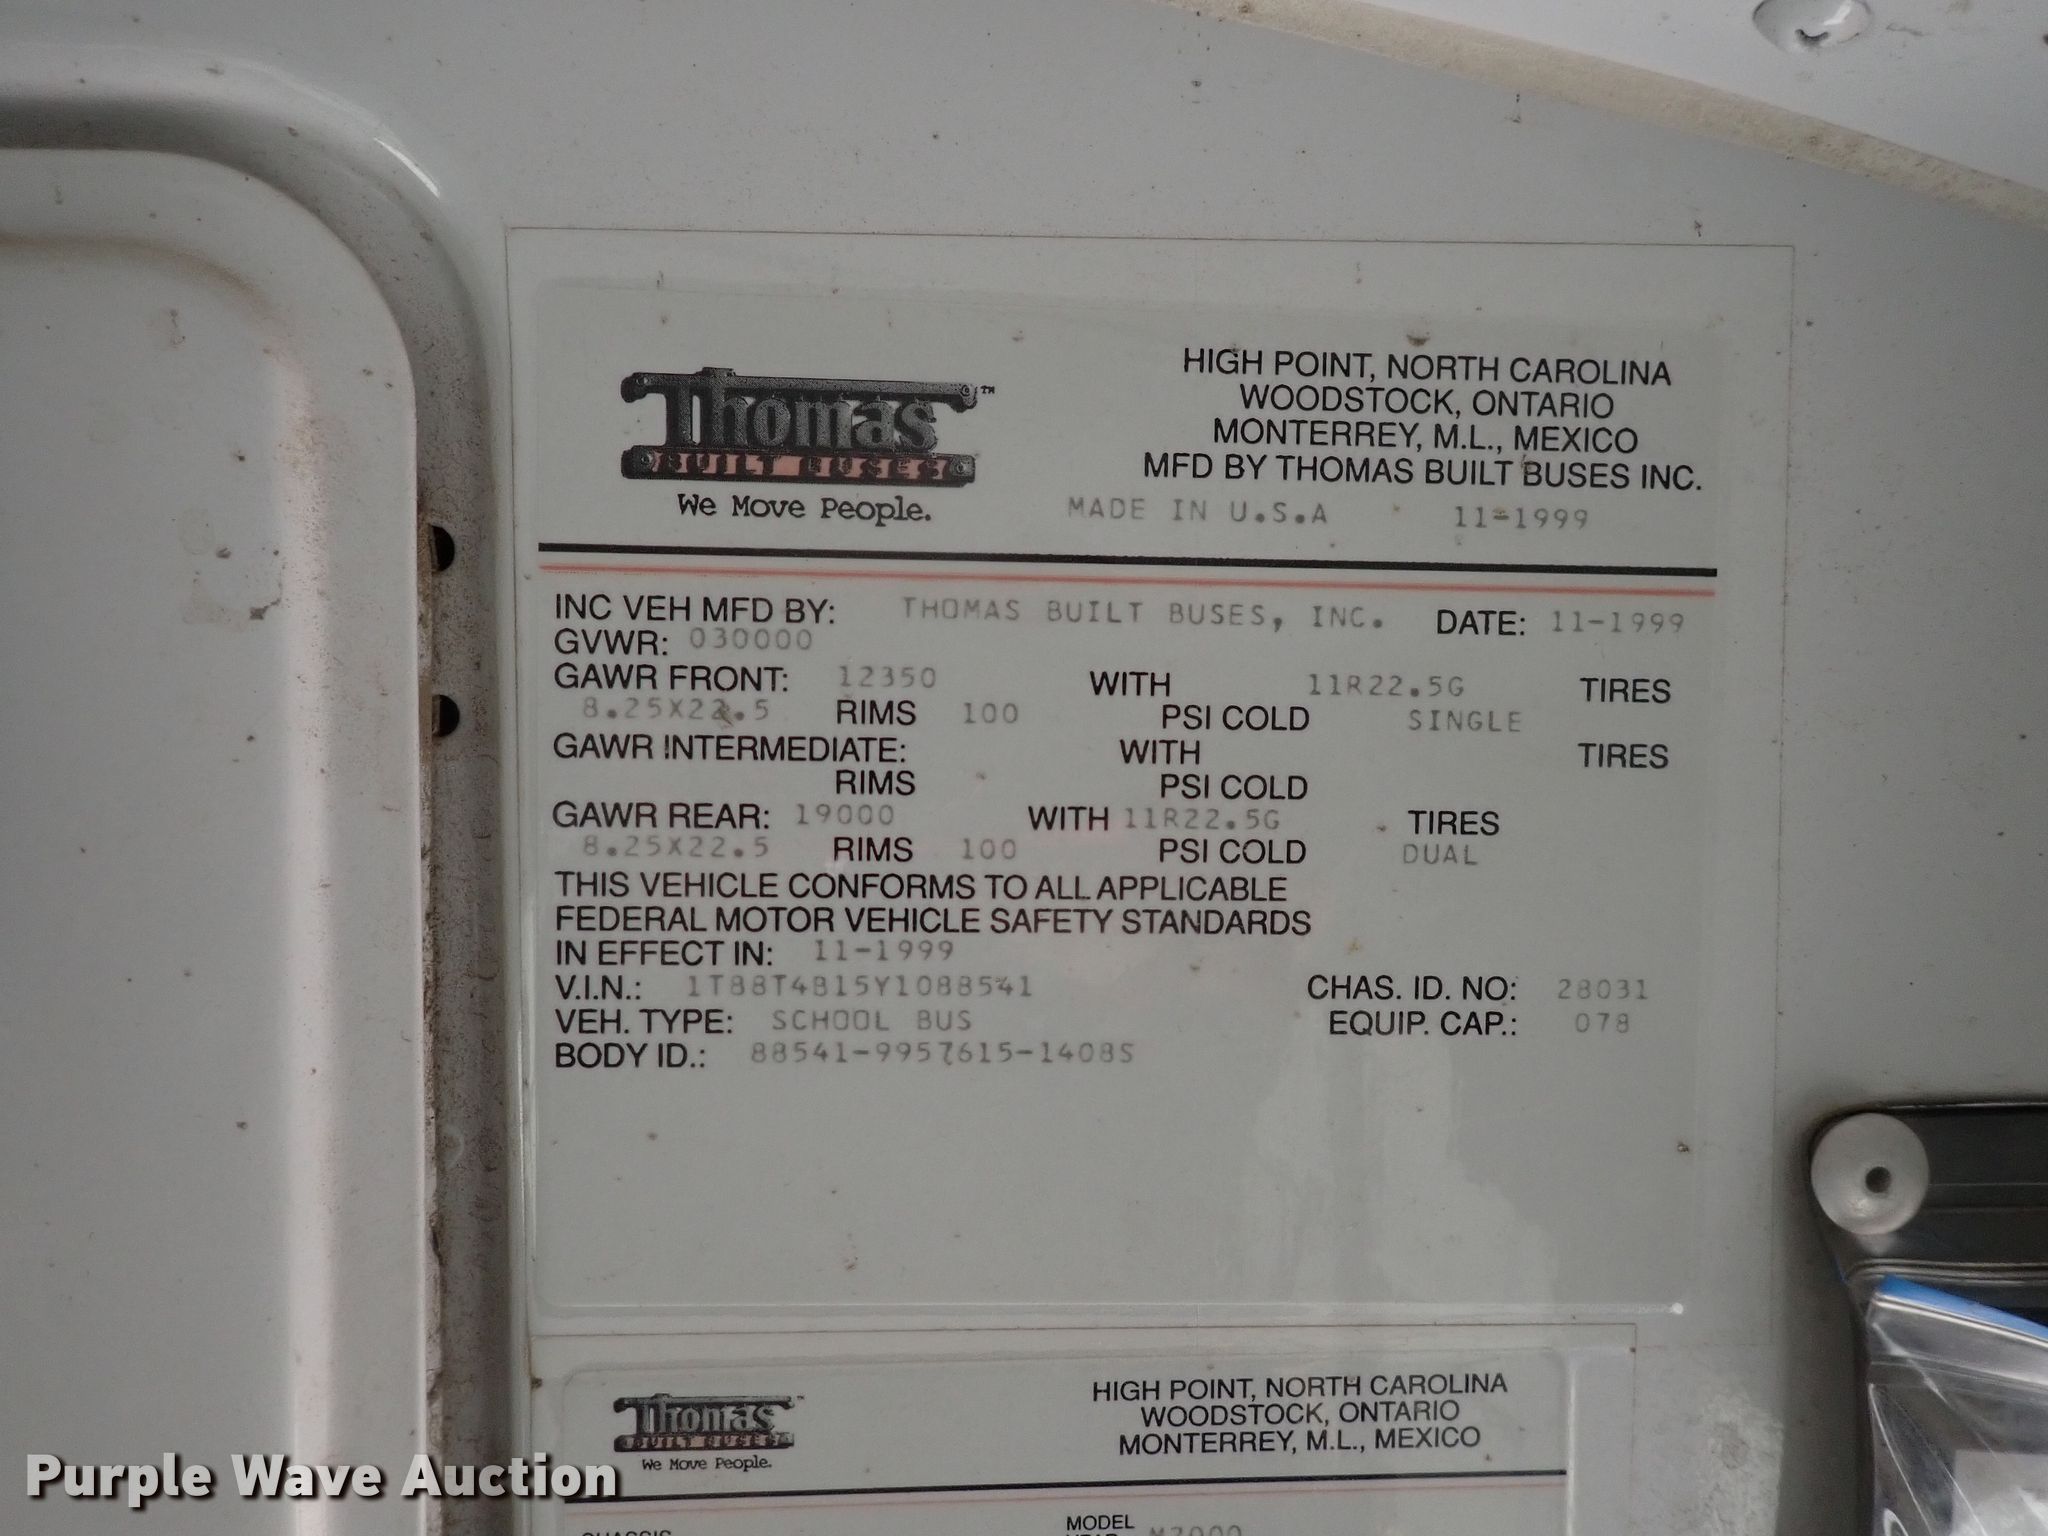 Thomas™
BUILT BUSES
We Move People.
HIGH POINT, NORTH CAROLINA
WOODSTOCK, ONTARIO
MONTERREY, M.L., MEXICO
MFD BY THOMAS BUILT BUSES INC.
MADE IN U.S.A 11-1999
INC VEH MFD BY: THOMAS BUILT BUSES, INC. DATE: 11-1999
GVWR: 030000
GAWR FRONT: 12350 WITH 11R22.5G TIRES
8.25X22.5 RIMS 100 PSI COLD SINGLE
GAWR INTERMEDIATE: WITH TIRES
RIMS PSI COLD
GAWR REAR: 19000 WITH 11R22.5G TIRES
8.25X22.5 RIMS 100 PSI COLD DUAL
THIS VEHICLE CONFORMS TO ALL APPLICABLE
FEDERAL MOTOR VEHICLE SAFETY STANDARDS
IN EFFECT IN: 11-1999
V.I.N.: 1T88T4B15Y1088541 CHAS. ID. NO: 28031
VEH. TYPE: SCHOOL BUS EQUIP. CAP.: 078
BODY ID.: 88541-9957615-1408S
Thomas
BUILT BUSES
We Move People.
HIGH POINT, NORTH CAROLINA
WOODSTOCK, ONTARIO
MONTERREY, M.L., MEXICO
MODEL
Purple Wave Auction